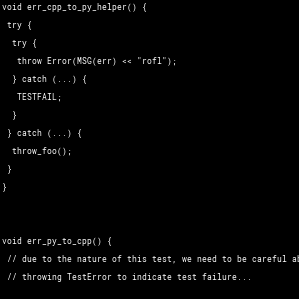 void err_cpp_to_py_helper() {
try {
try {
throw Error(MSG(err) << "rofl");
} catch (...) {
TESTFAIL;
}
} catch (...) {
throw_foo();
}
}
void err_py_to_cpp() {
// due to the nature of this test, we need to be careful
// throwing TestError to indicate test failure...